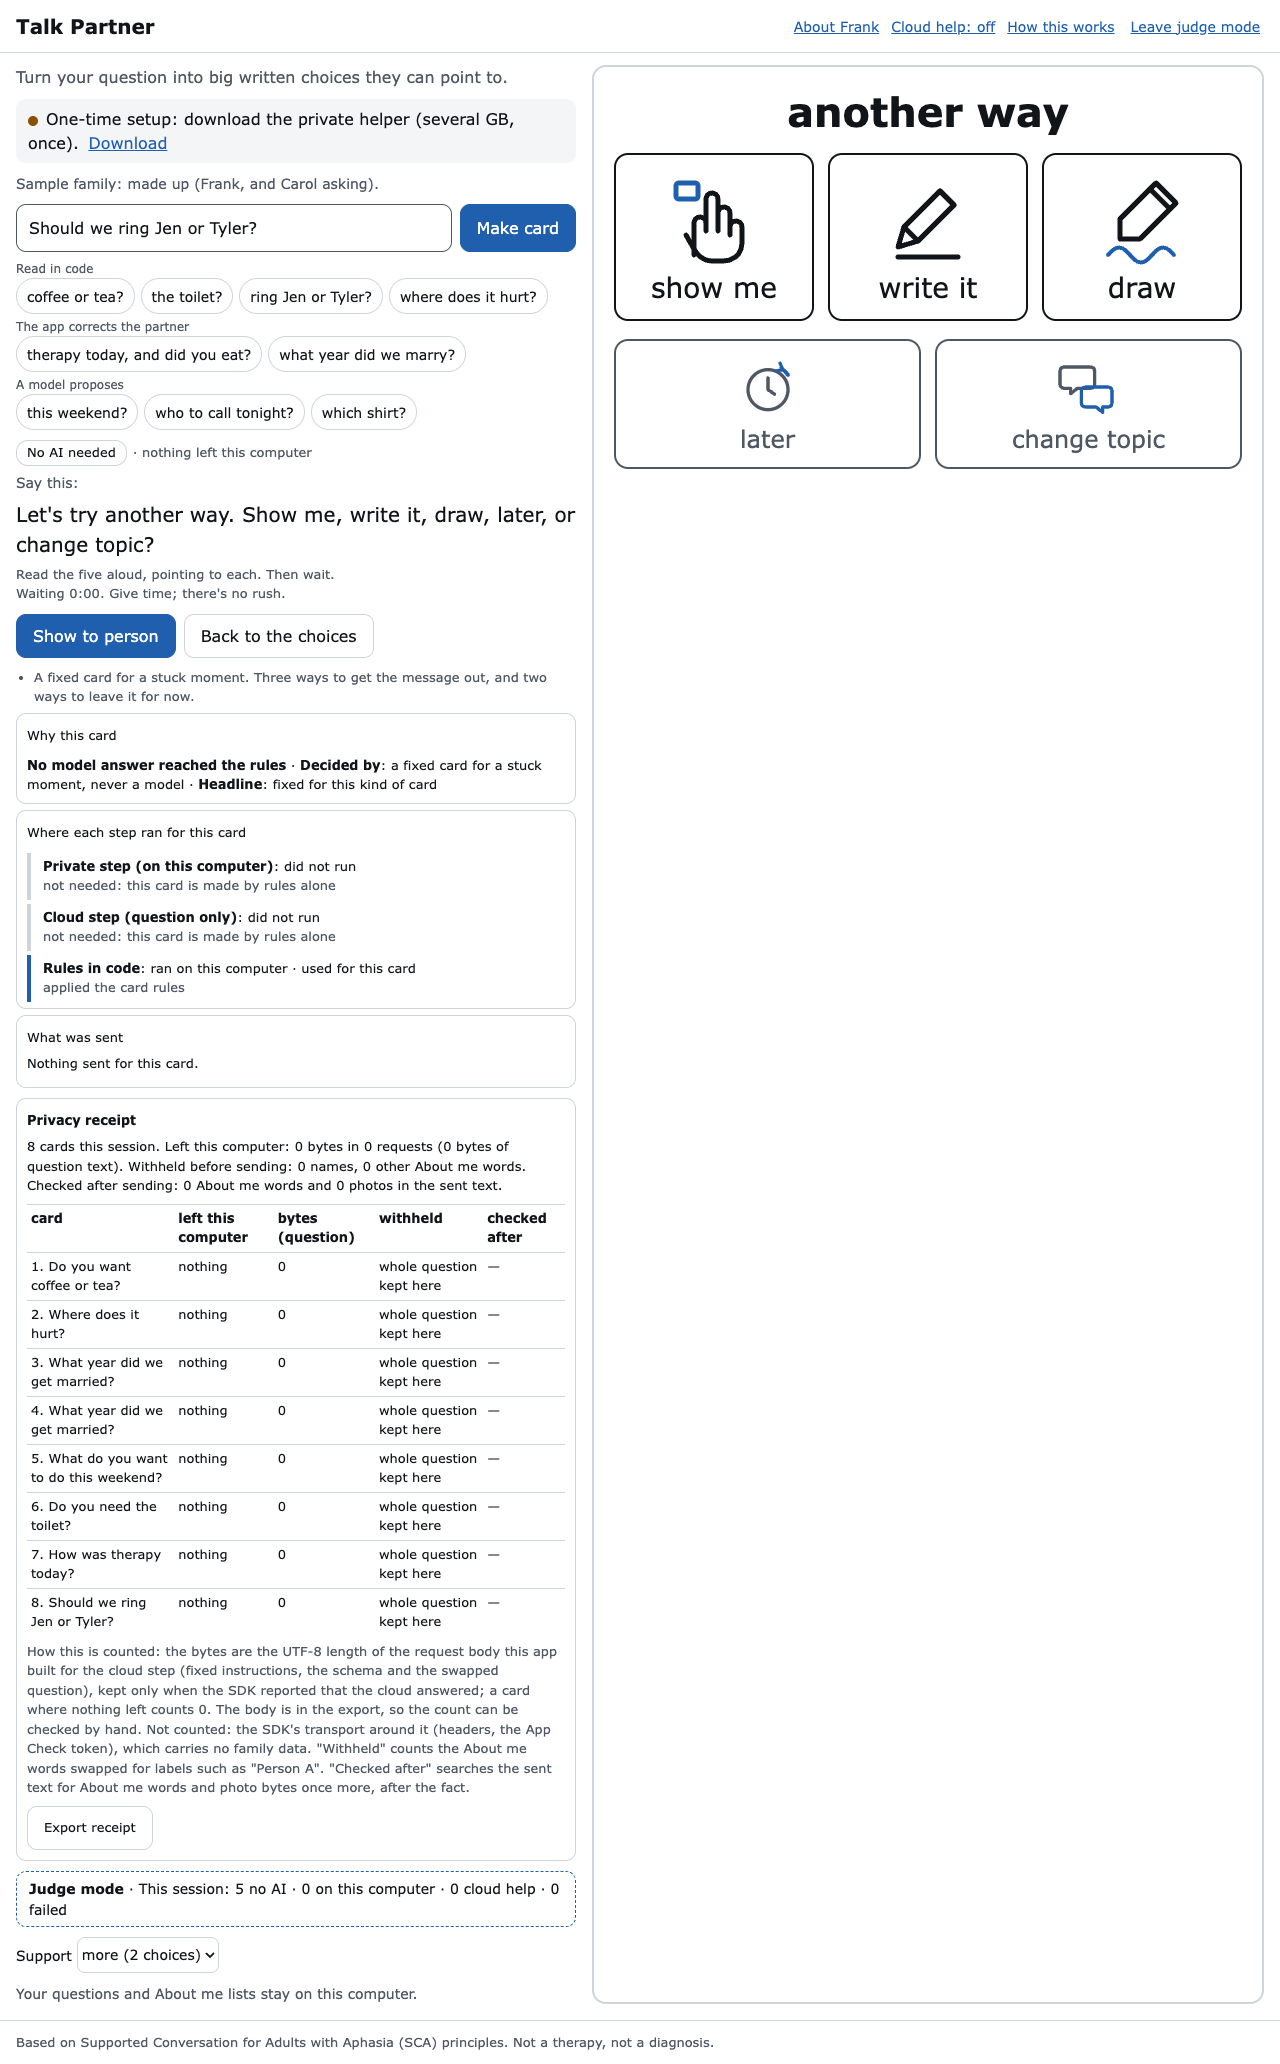 Talk Partner
About Frank Cloud help: off How this works Leave judge mode
Turn your question into big written choices they can point to.
One-time setup: download the private helper (several GB,
once). Download
Sample family: made up (Frank, and Carol asking).
Should we ring Jen or Tyler?
Make card
Read in code
coffee or tea? the toilet? ring Jen or Tyler? where does it hurt?
The app corrects the partner
therapy today, and did you eat? what year did we marry?
A model proposes
this weekend? who to call tonight? which shirt?
No AI needed · nothing left this computer
Say this:
Let's try another way. Show me, write it, draw, later, or
change topic?
Read the five aloud, pointing to each. Then wait.
Waiting 0:00. Give time; there's no rush.
Show to person Back to the choices
• A fixed card for a stuck moment. Three ways to get the message out, and two
ways to leave it for now.
Why this card
No model answer reached the rules · Decided by: a fixed card for a stuck
moment, never a model · Headline: fixed for this kind of card
Where each step ran for this card
Private step (on this computer): did not run
not needed: this card is made by rules alone
Cloud step (question only): did not run
not needed: this card is made by rules alone
Rules in code: ran on this computer · used for this card
applied the card rules
What was sent
Nothing sent for this card.
Privacy receipt
8 cards this session. Left this computer: 0 bytes in 0 requests (0 bytes of
question text). Withheld before sending: 0 names, 0 other About me words.
Checked after sending: 0 About me words and 0 photos in the sent text.
card left this bytes withheld checked
computer (question) after
1. Do you want nothing 0 whole question —
coffee or tea? kept here
2. Where does it nothing 0 whole question —
hurt? kept here
3. What year did we nothing 0 whole question —
get married? kept here
4. What year did we nothing 0 whole question —
get married? kept here
5. What do you want nothing 0 whole question —
to do this weekend? kept here
6. Do you need the nothing 0 whole question —
toilet? kept here
7. How was therapy nothing 0 whole question —
today? kept here
8. Should we ring nothing 0 whole question —
Jen or Tyler? kept here
How this is counted: the bytes are the UTF-8 length of the request body this app
built for the cloud step (fixed instructions, the schema and the swapped
question), kept only when the SDK reported that the cloud answered; a card
where nothing left counts 0. The body is in the export, so the count can be
checked by hand. Not counted: the SDK's transport around it (headers, the App
Check token), which carries no family data. "Withheld" counts the About me
words swapped for labels such as "Person A". "Checked after" searches the sent
text for About me words and photo bytes once more, after the fact.
Export receipt
Judge mode · This session: 5 no AI · 0 on this computer · 0 cloud help · 0
failed
Support more (2 choices)
Your questions and About me lists stay on this computer.
another way
show me write it draw
later change topic
Based on Supported Conversation for Adults with Aphasia (SCA) principles. Not a therapy, not a diagnosis.